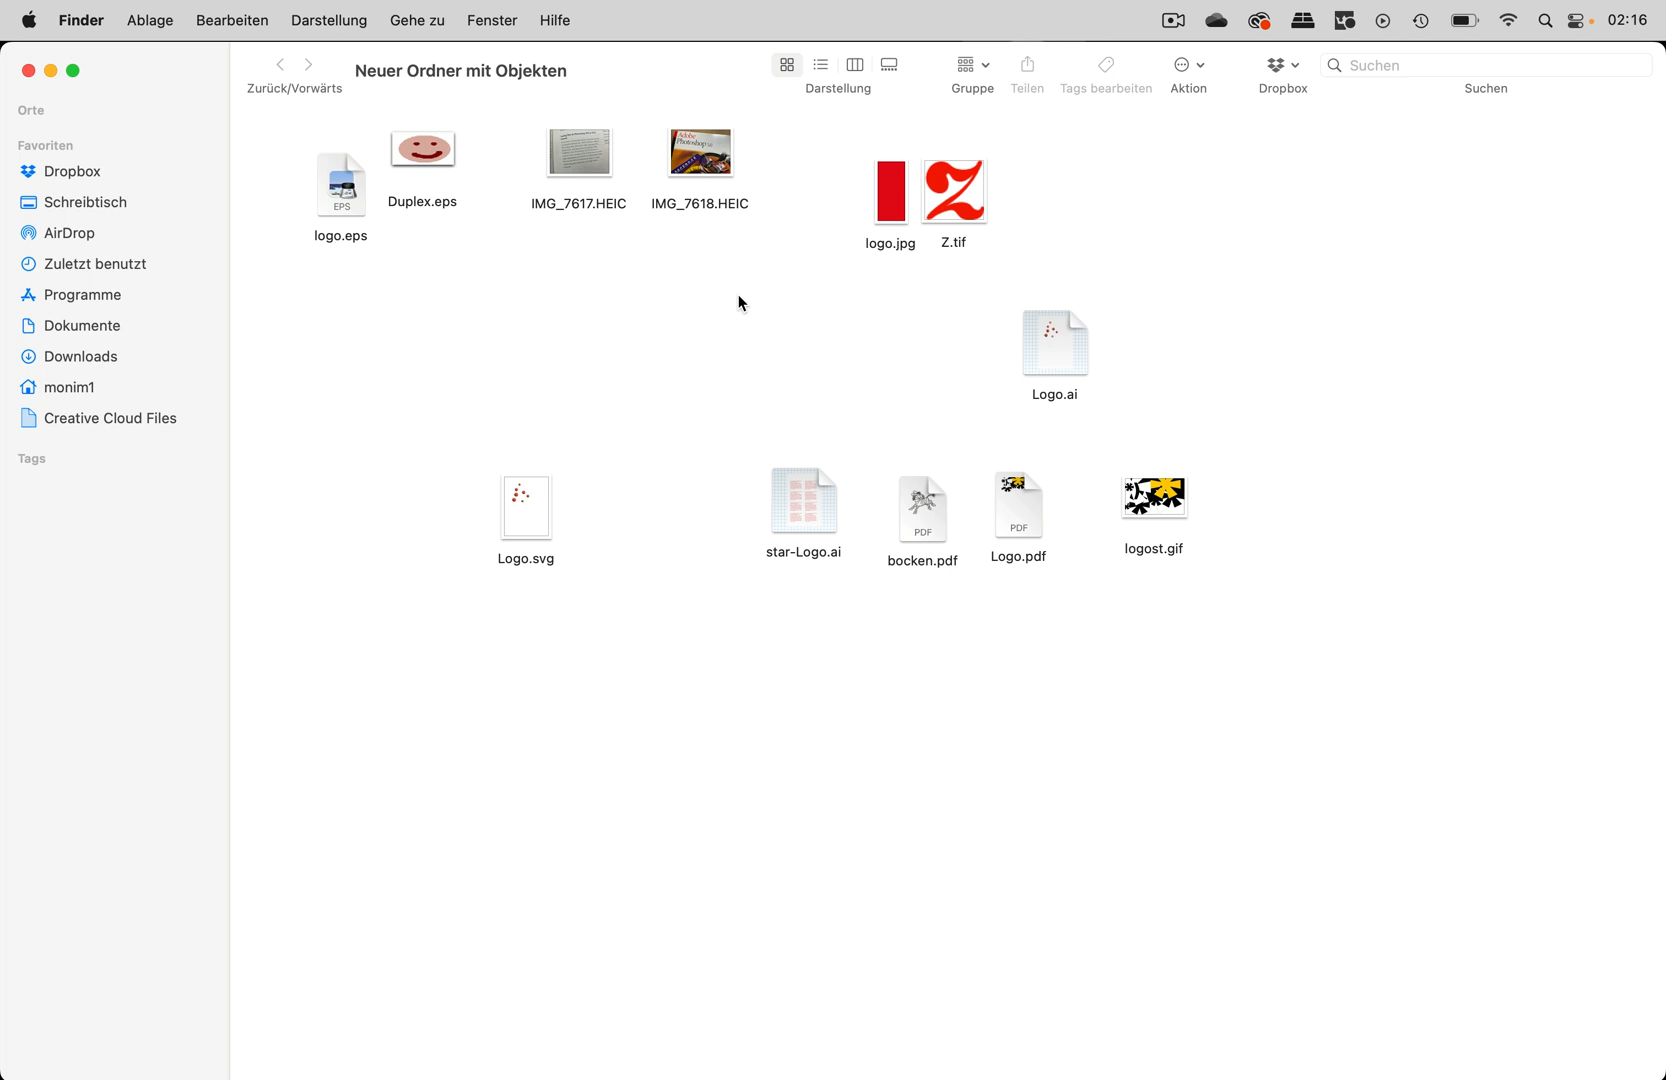 Finder Ablage Bearbeiten Darstellung Gehe zu Fenster Hilfe 02:16
Neuer Ordner mit Objekten
Suchen
Zurück/Vorwärts Darstellung Gruppe Teilen Tags bearbeiten Aktion Dropbox Suchen
Orte
Favoriten
Dropbox
Schreibtisch
AirDrop
Zuletzt benutzt
Programme
Dokumente
Downloads
monim1
Creative Cloud Files
Tags
Adobe
Photoshop
EPS
Duplex.eps IMG_7617.HEIC IMG_7618.HEIC
logo.eps logo.jpg Z.tif
Logo.ai
PDF PDF
Logo.svg star-Logo.ai bocken.pdf Logo.pdf logost.gif